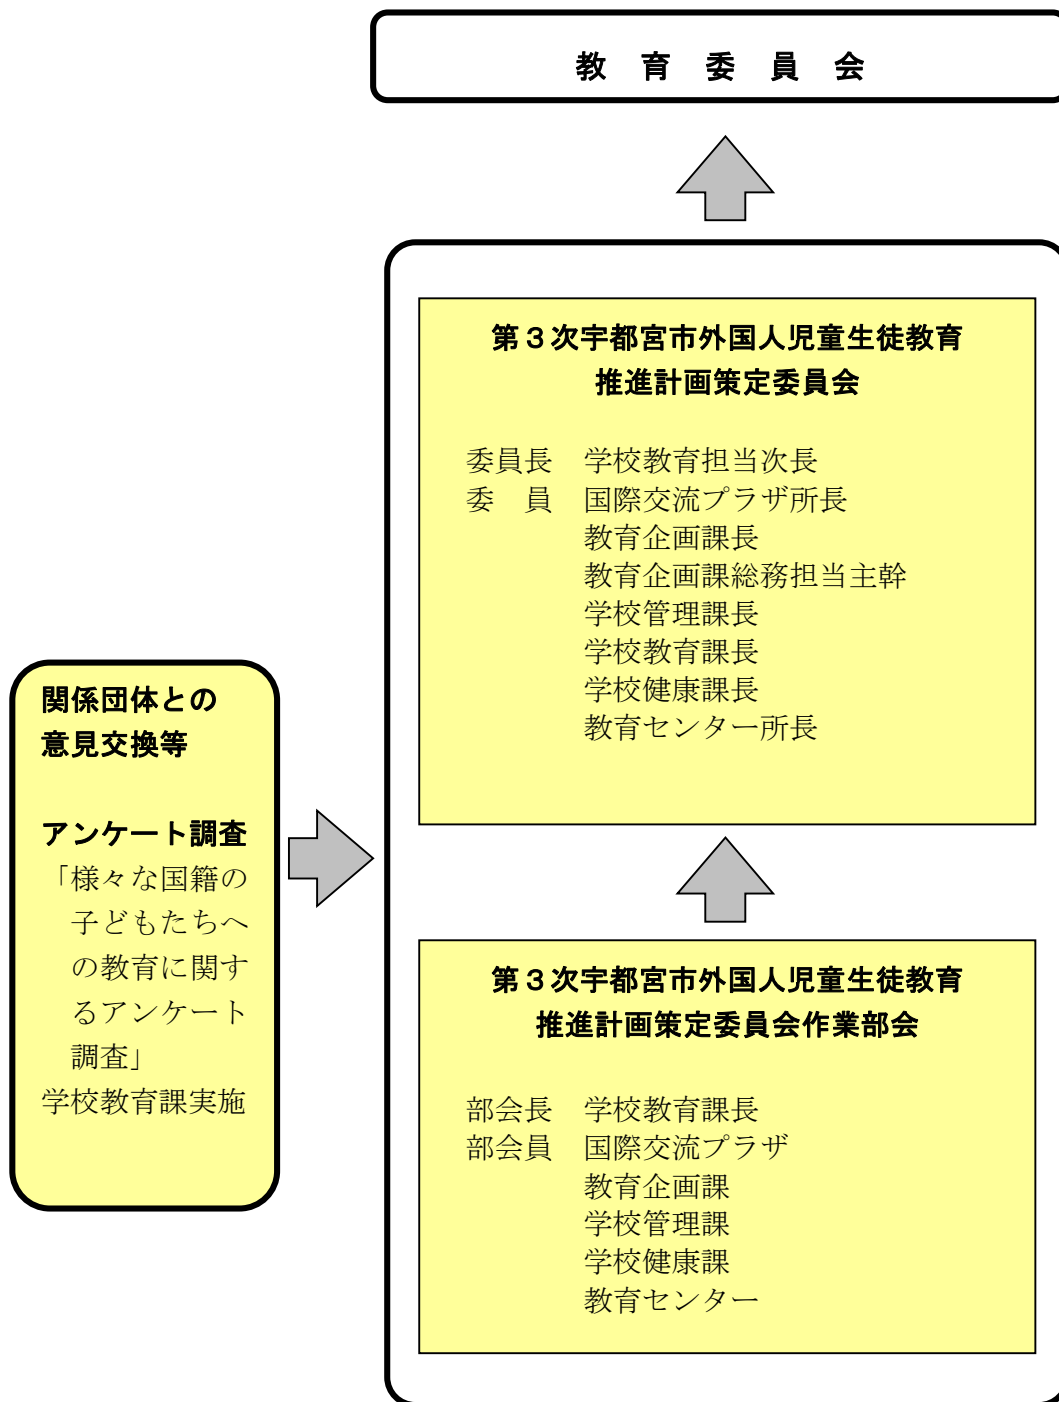 教　育　委　員　会
第３次宇都宮市外国人児童生徒教育
推進計画策定委員会
委員長　学校教育担当次長
委　員　国際交流プラザ所長
教育企画課長
教育企画課総務担当主幹
学校管理課長
学校教育課長
学校健康課長
教育センター所長
関係団体との
意見交換等
アンケート調査
「様々な国籍の
子どもたちへ
の教育に関す
るアンケート
調査」
学校教育課実施
第３次宇都宮市外国人児童生徒教育
推進計画策定委員会作業部会
部会長　学校教育課長
部会員　国際交流プラザ
教育企画課
学校管理課
学校健康課
教育センター